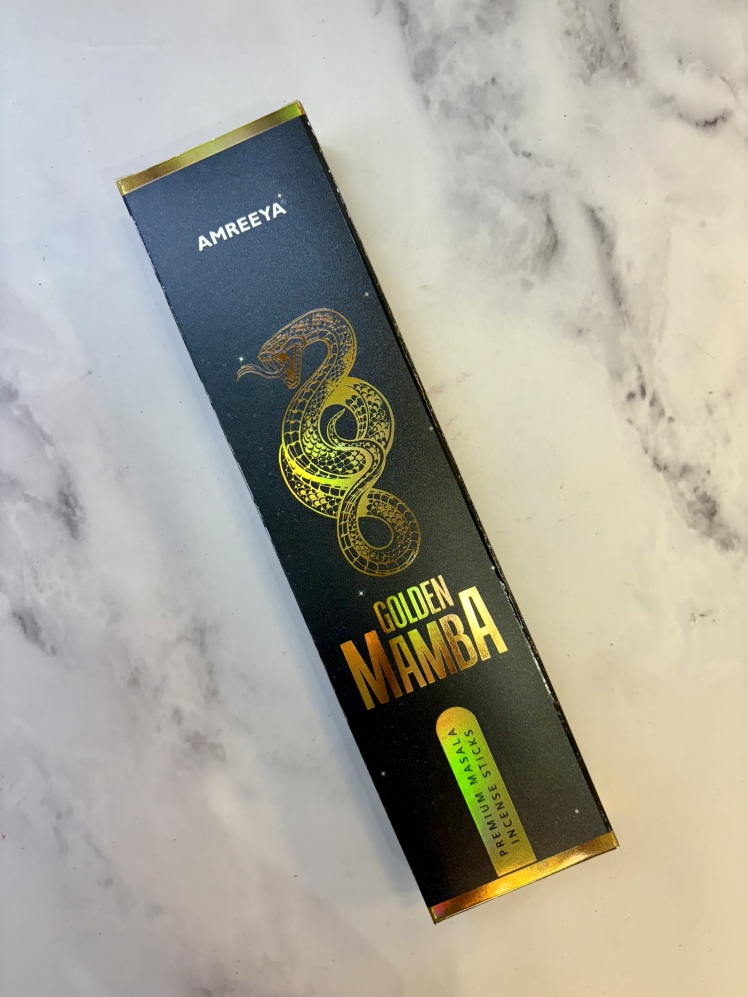 AMREEYA
GOLDEN
MAMBA
PREMIUM MASALA
INCENSE STICKS